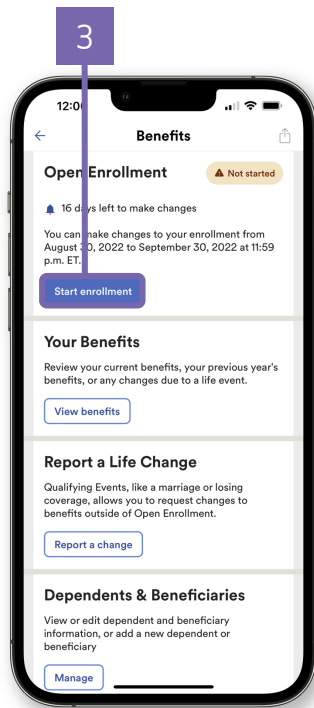 3
12:0
Benefits
Open Enrollment
Not started
16 days left to make changes
You can make changes to your enrollment from
August 30, 2022 to September 30, 2022 at 11:59
p.m. ET.
Start enrollment
Your Benefits
Review your current benefits, your previous year's
benefits, or any changes due to a life event.
View benefits
Report a Life Change
Qualifying Events, like a marriage or losing
coverage, allows you to request changes to
benefits outside of Open Enrollment.
Report a change
Dependents & Beneficiaries
View or edit dependent and beneficiary
information, or add a new dependent or
beneficiary
Manage